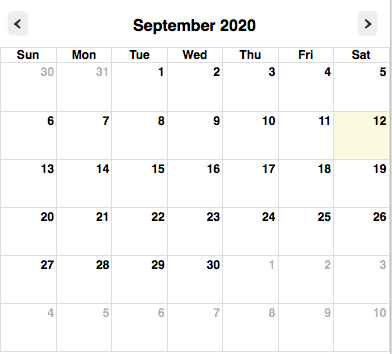 < September 2020 >
Sun Mon Tue Wed Thu Fri Sat
30 31 1 2 3 4 5
6 7 8 9 10 11 12
13 14 15 16 17 18 19
20 21 22 23 24 25 26
27 28 29 30 1 2 3
4 5 6 7 8 9 10